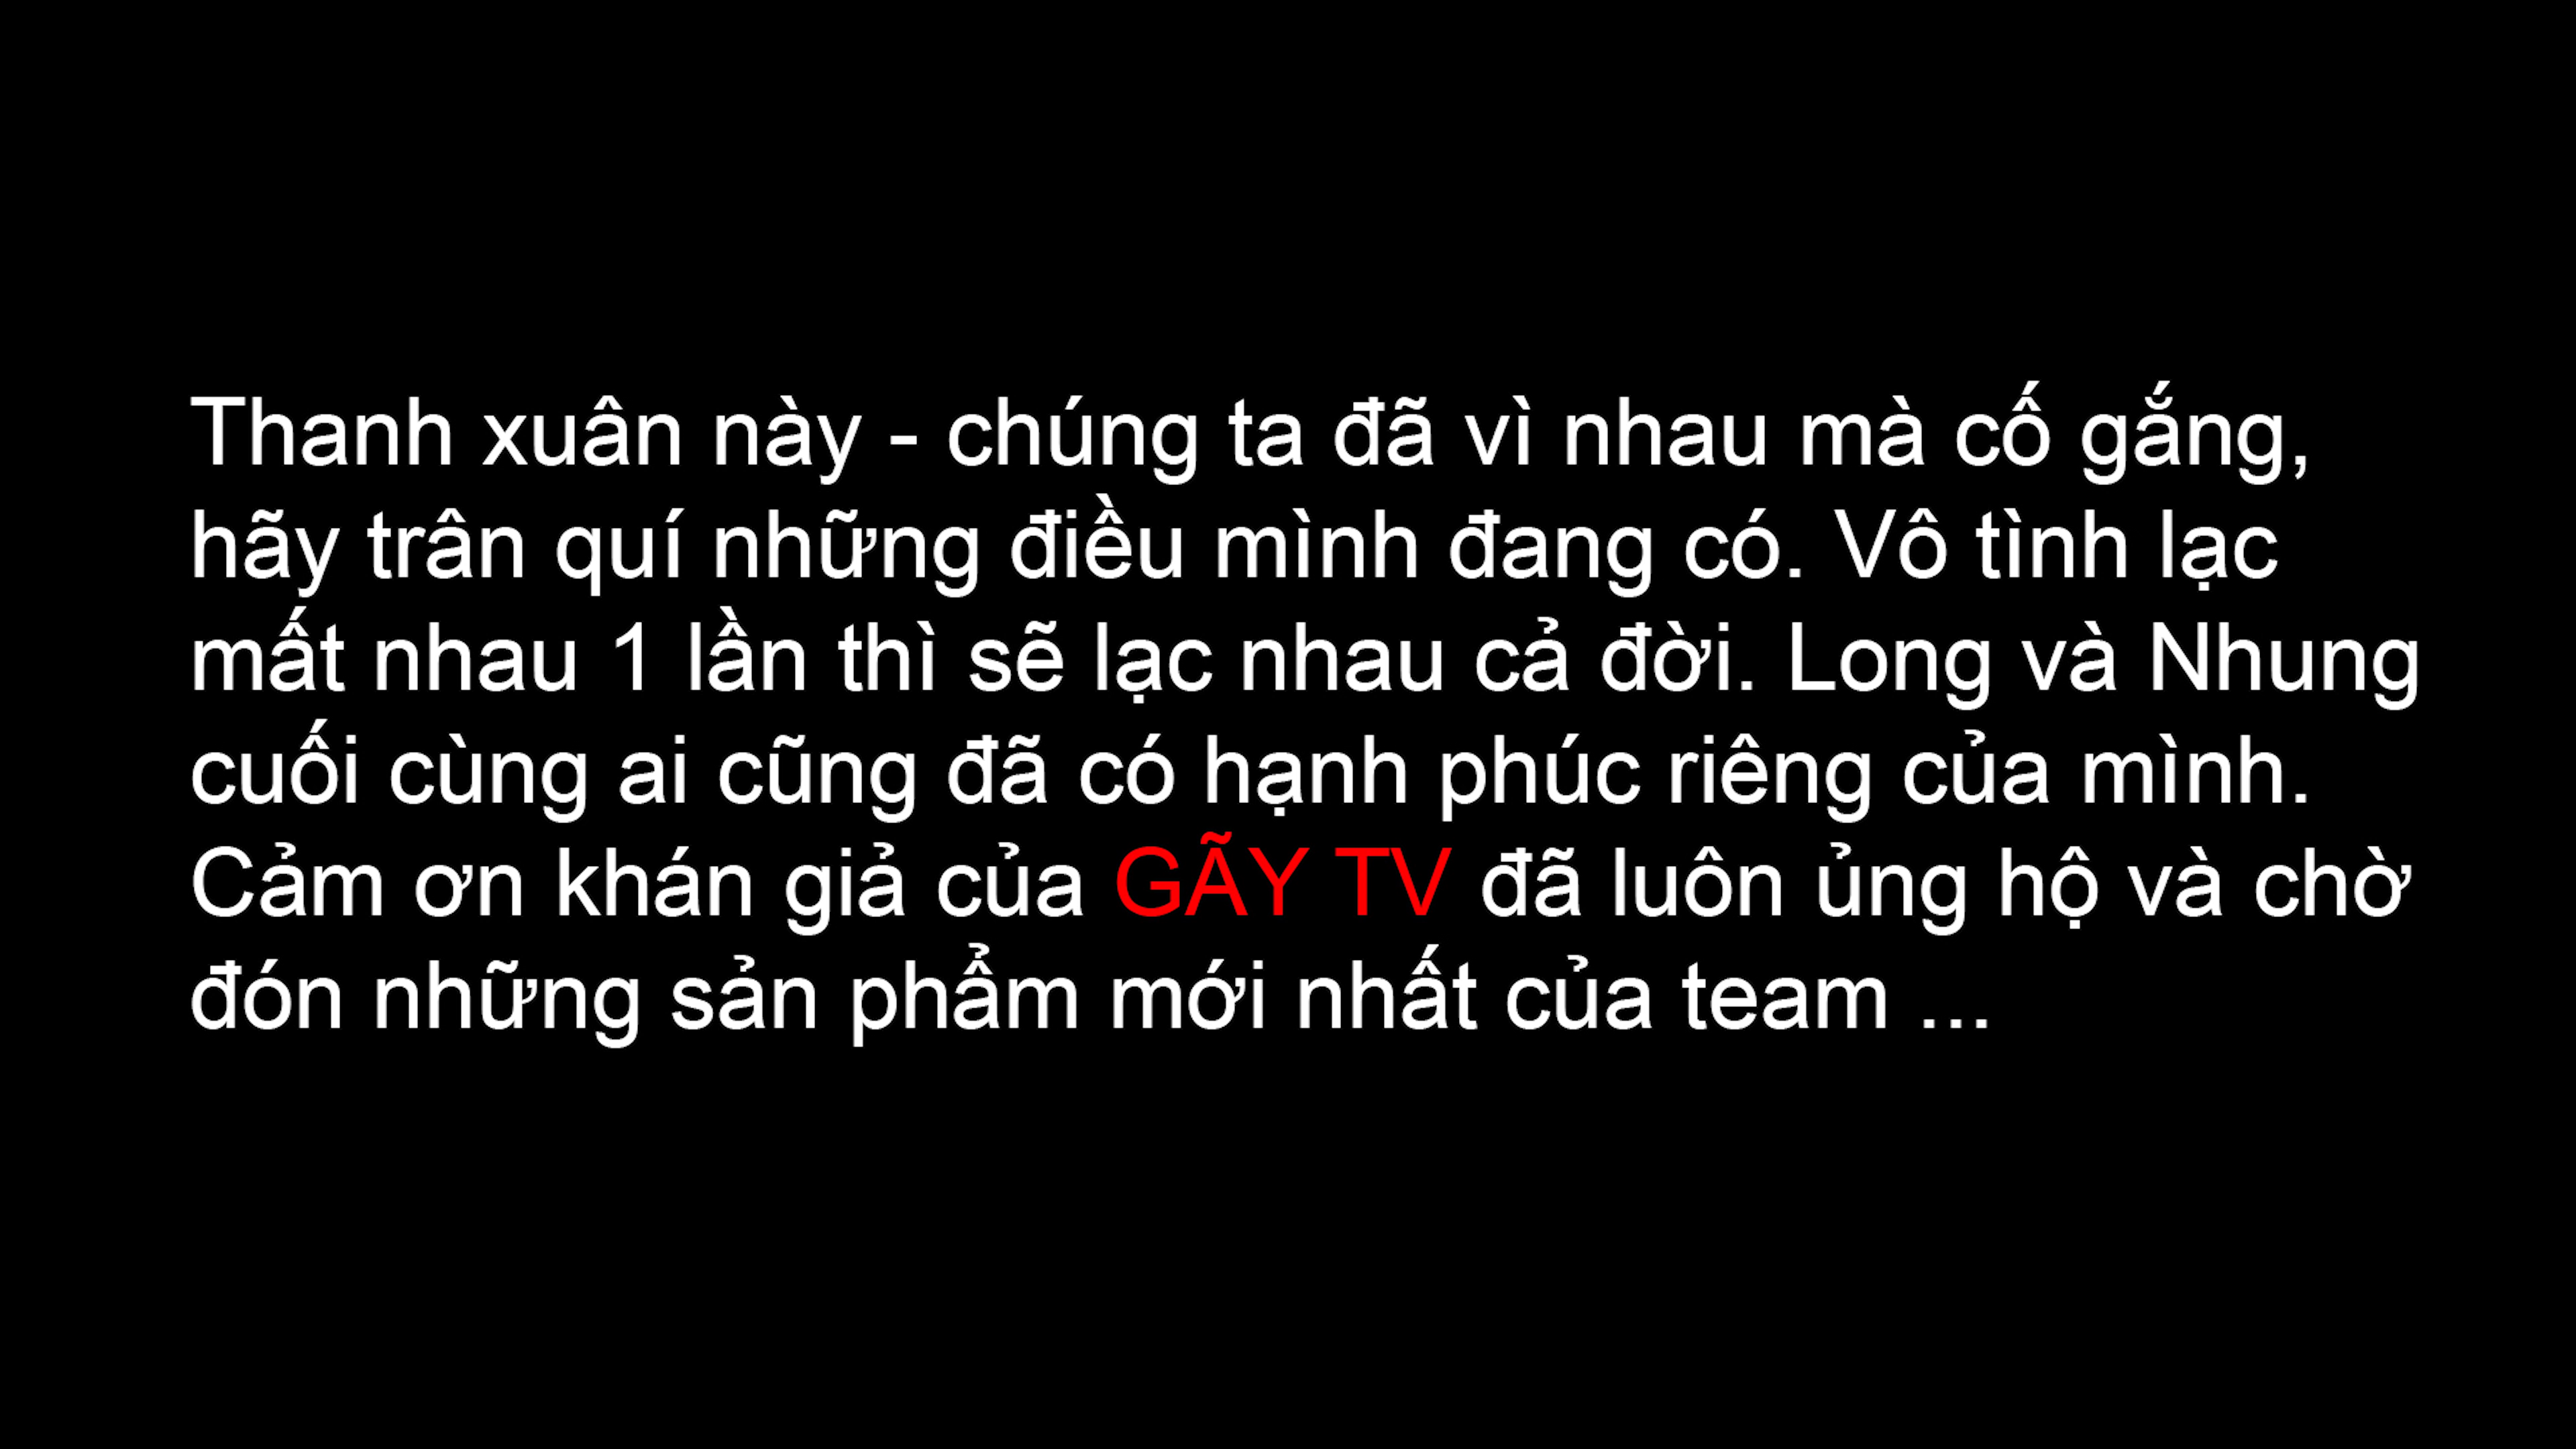 Thanh xuân này - chúng ta đã vì nhau mà cố gắng,
hãy trân quí những điều mình đang có. Vô tình lạc
mất nhau 1 lần thì sẽ lạc nhau cả đời. Long và Nhung
cuối cùng ai cũng đã có hạnh phúc riêng của mình.
Cảm ơn khán giả của GÃY TV đã luôn ủng hộ và chờ
đón những sản phẩm mới nhất của team ...